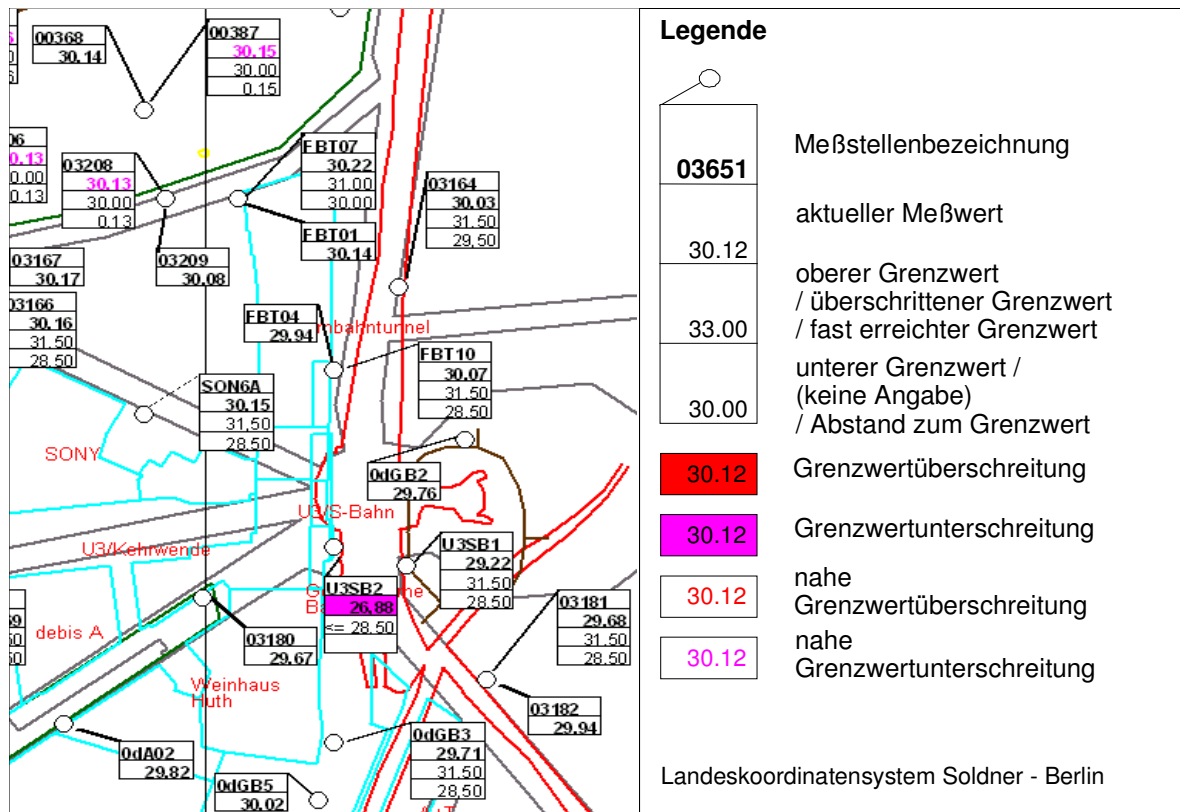 00368
30.14
00387
30.15
30.00
0.15
06
0.13
0.00
0.13
03208
30.13
30.00
0.13
FBT07
30.22
31.00
30.00
03164
30.03
31.50
29.50
FBT01
30.14
03167
30.17
03209
30.08
03166
30.16
31.50
28.50
FBT04
29.94
mbahntunnel
FBT10
30.07
31.50
28.50
SON6A
30.15
31.50
28.50
SONY
0dGB2
29.76
U3/S-Bahn
U3/Kehrwende
U3SB1
29.22
31.50
28.50
U3SB2
26.88
<= 28.50
03181
29.68
31.50
28.50
debis A
03180
29.67
Weinhaus
Huth
03182
29.94
0dA02
29.82
0dGB3
29.71
31.50
28.50
0dGB5
30.02
Legende
03651
Meßstellenbezeichnung
30.12
aktueller Meßwert
33.00
oberer Grenzwert
/ überschrittener Grenzwert
/ fast erreichter Grenzwert
30.00
unterer Grenzwert /
(keine Angabe)
/ Abstand zum Grenzwert
30.12
Grenzwertüberschreitung
30.12
Grenzwertunterschreitung
30.12
nahe
Grenzwertüberschreitung
30.12
nahe
Grenzwertunterschreitung
Landeskoordinatensystem Soldner - Berlin